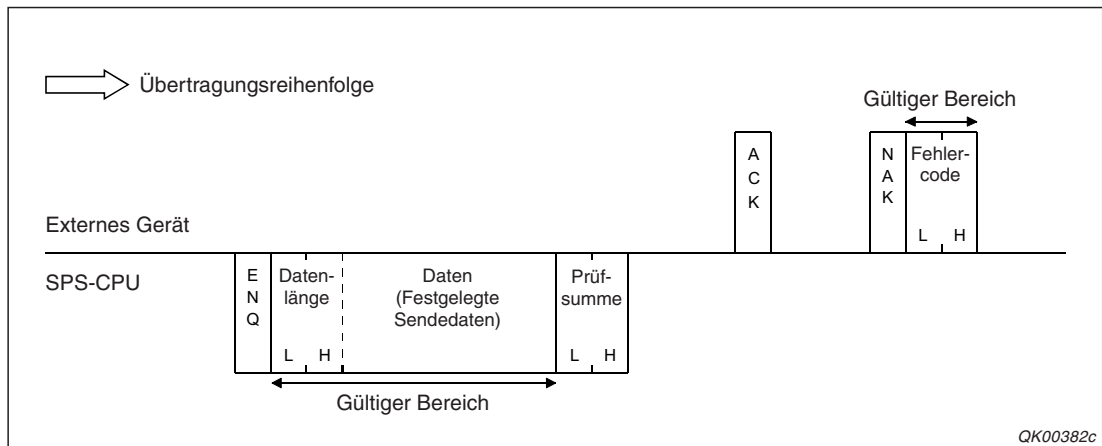 Übertragungsreihenfolge
Gültiger Bereich
A
C
K
N
A
K
Fehler-
code
L H
Externes Gerät
SPS-CPU
E
N
Q
Daten-
länge
L H
Daten
(Festgelegte
Sendedaten)
Prüf-
summe
L H
Gültiger Bereich
QK00382c